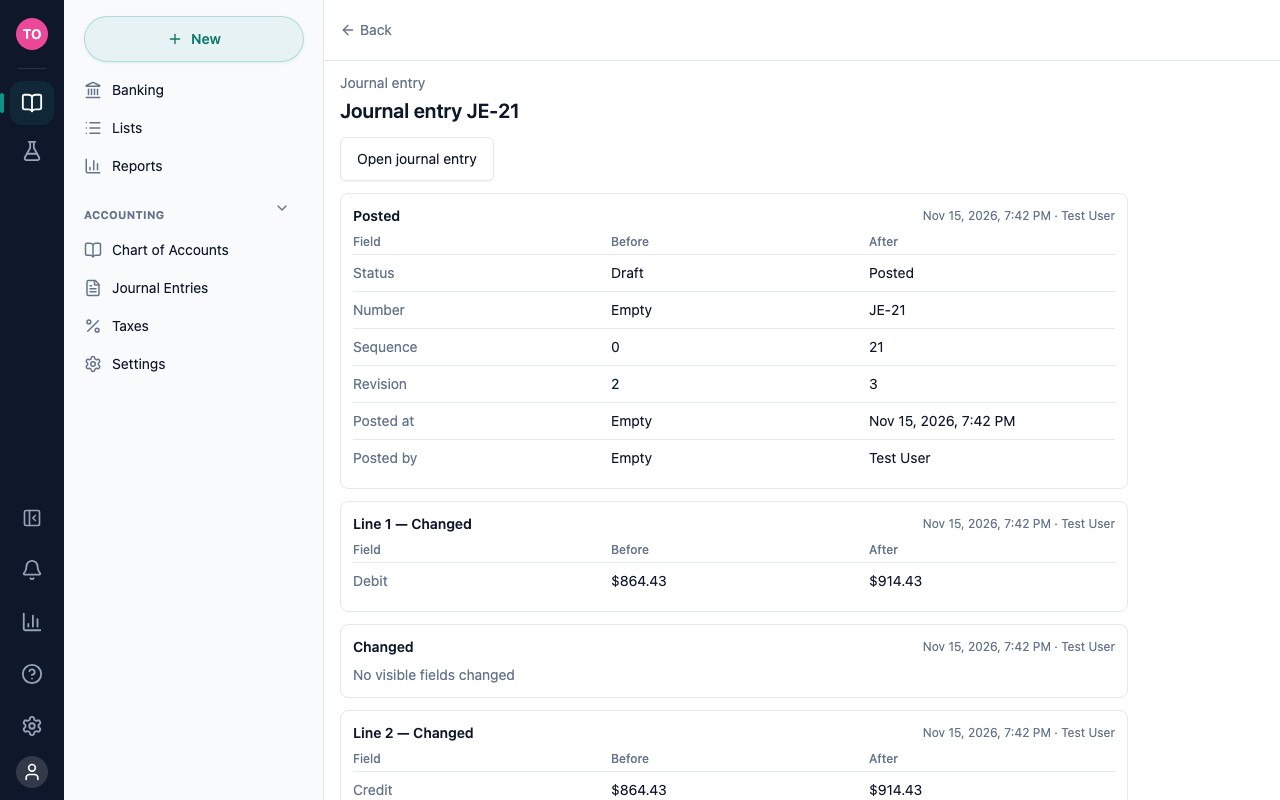 TO
New
Banking
Lists
Reports
ACCOUNTING
Chart of Accounts
Journal Entries
Taxes
Settings
Back
Journal entry
Journal entry JE-21
Open journal entry
Posted Nov 15, 2026, 7:42 PM · Test User
Field Before After
Status Draft Posted
Number Empty JE-21
Sequence 0 21
Revision 2 3
Posted at Empty Nov 15, 2026, 7:42 PM
Posted by Empty Test User
Line 1 — Changed Nov 15, 2026, 7:42 PM · Test User
Field Before After
Debit $864.43 $914.43
Changed Nov 15, 2026, 7:42 PM · Test User
No visible fields changed
Line 2 — Changed Nov 15, 2026, 7:42 PM · Test User
Field Before After
Credit $864.43 $914.43